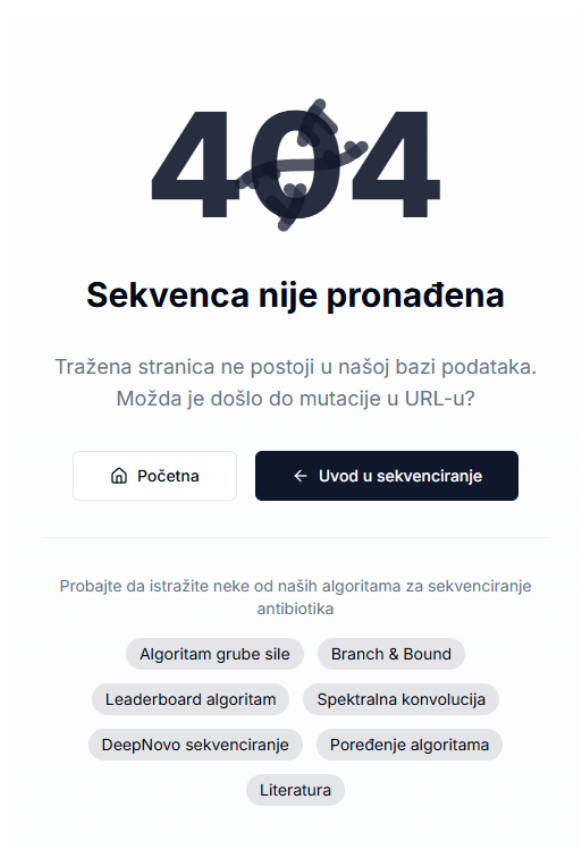 404
Sekvenca nije pronađena
Tražena stranica ne postoji u našoj bazi podataka.
Možda je došlo do mutacije u URL-u?
Početna
Uvod u sekvenciranje
Probajte da istražite neke od naših algoritama za sekvenciranje
antibiotika
Algoritam grube sile
Branch & Bound
Leaderboard algoritam
Spektralna konvolucija
DeepNovo sekvenciranje
Poređenje algoritama
Literatura